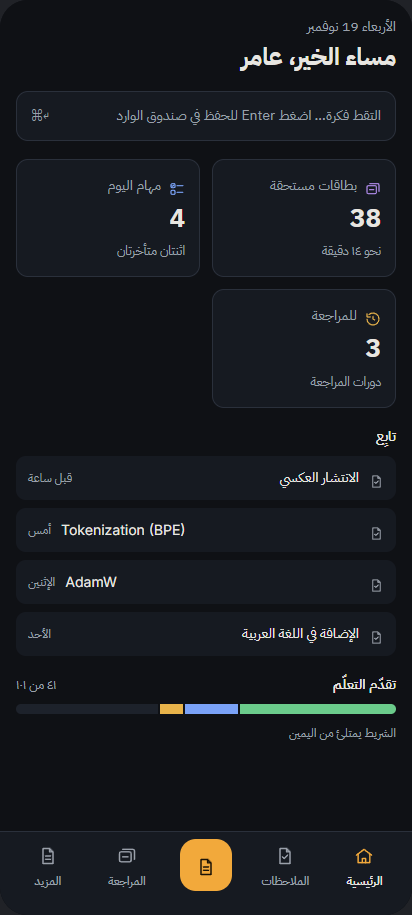 الأربعاء 19 نوفمبر
مساء الخير، عامر
التقط فكرة... اضغط Enter للحفظ في صندوق الوارد ⌘↵
بطاقات مستحقة
38
نحو ١٤ دقيقة
مهام اليوم
4
اثنتان متأخرتان
للمراجعة
3
دورات المراجعة
تابِع
الانتشار العكسي قبل ساعة
Tokenization (BPE) أمس
AdamW الإثنين
الإضافة في اللغة العربية الأحد
تقدّم التعلّم ٤١ من ١٠١
الشريط يمتلئ من اليمين
الرئيسية الملاحظات المراجعة المزيد